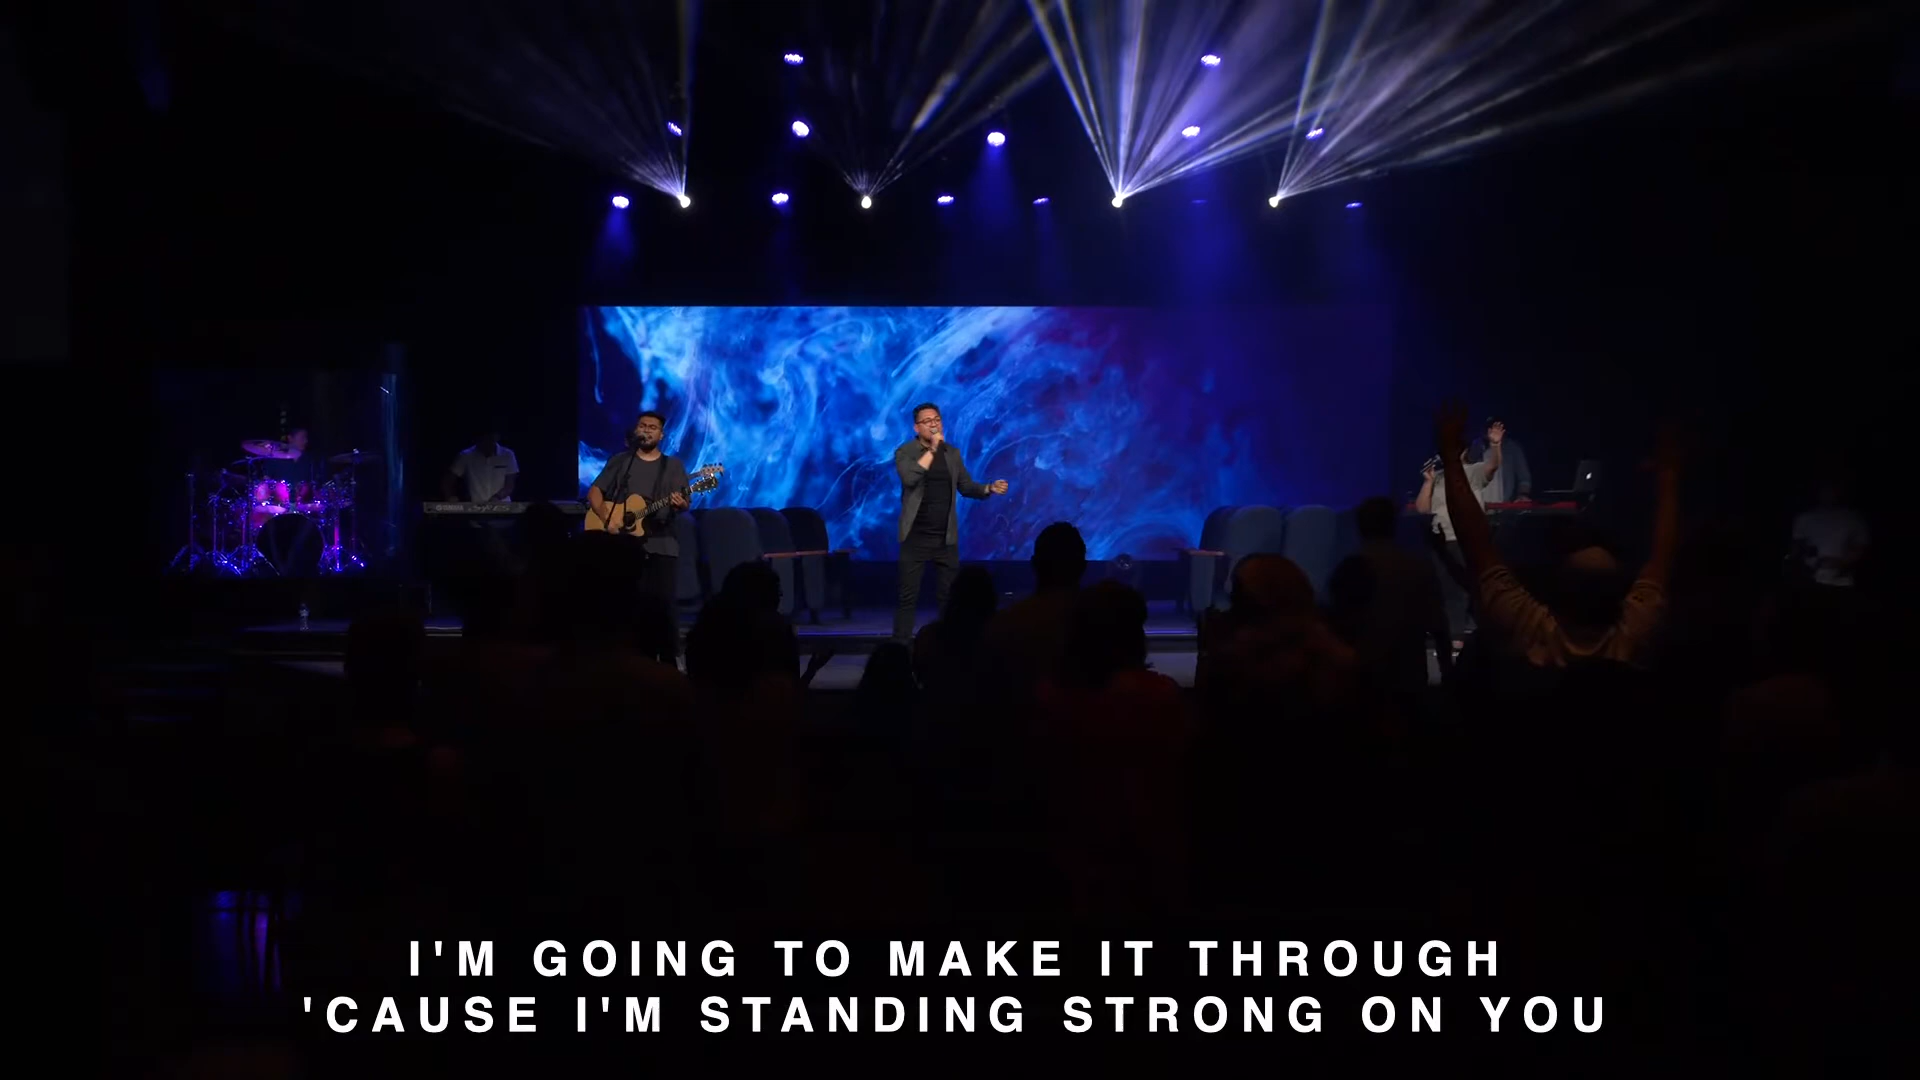 I'M GOING TO MAKE IT THROUGH
'CAUSE I'M STANDING STRONG ON YOU